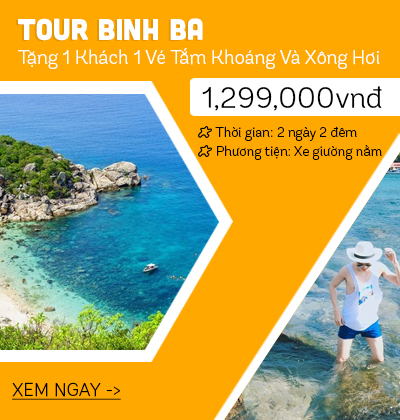 TOUR BINH BA
Tặng 1 Khách 1 Vé Tắm Khoáng Và Xông Hơi
1,299,000vnđ
Thời gian: 2 ngày 2 đêm
Phương tiện: Xe giường nằm
XEM NGAY ->